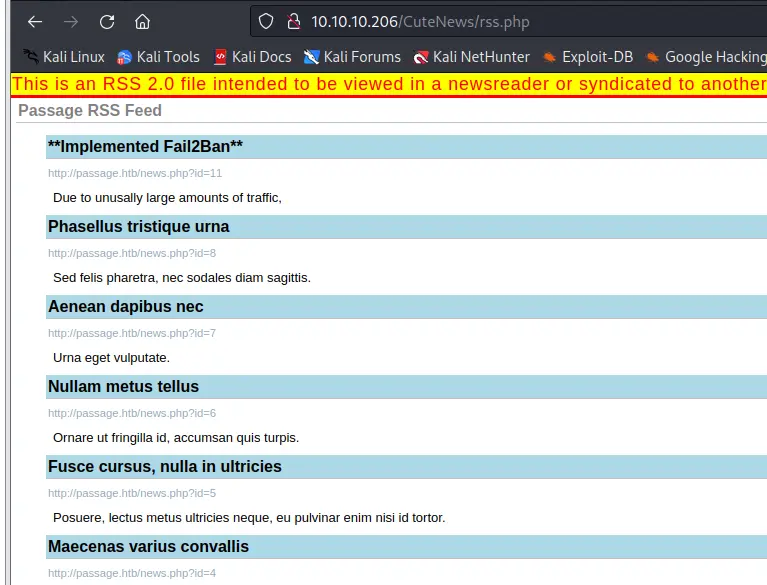 10.10.10.206/CuteNews/rss.php
Kali Linux Kali Tools Kali Docs Kali Forums Kali NetHunter Exploit-DB Google Hacking
This is an RSS 2.0 file intended to be viewed in a newsreader or syndicated to another
Passage RSS Feed
**Implemented Fail2Ban**
http://passage.htb/news.php?id=11
Due to unusally large amounts of traffic,
Phasellus tristique urna
http://passage.htb/news.php?id=8
Sed felis pharetra, nec sodales diam sagittis.
Aenean dapibus nec
http://passage.htb/news.php?id=7
Urna eget vulputate.
Nullam metus tellus
http://passage.htb/news.php?id=6
Ornare ut fringilla id, accumsan quis turpis.
Fusce cursus, nulla in ultricies
http://passage.htb/news.php?id=5
Posuere, lectus metus ultricies neque, eu pulvinar enim nisi id tortor.
Maecenas varius convallis
http://passage.htb/news.php?id=4